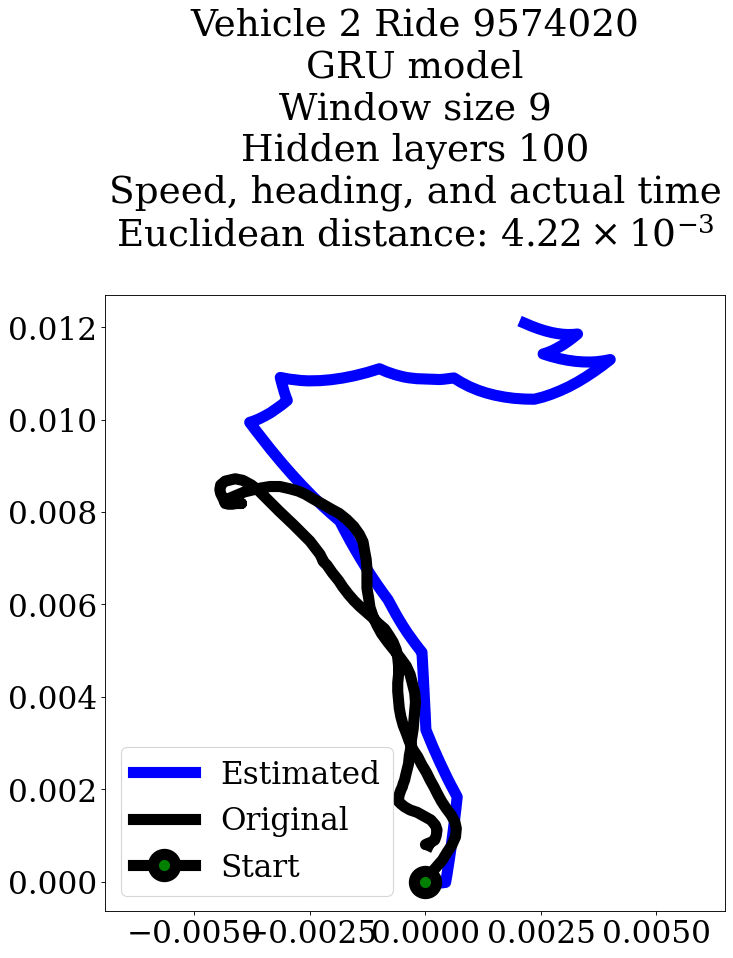 Vehicle 2 Ride 9574020
GRU model
Window size 9
Hidden layers 100
Speed, heading, and actual time
Euclidean distance: 4.22 × 10⁻³
0.012
0.010
0.008
0.006
0.004
0.002
0.000
Estimated
Original
Start
−0.0050 −0.0025 0.0000 0.0025 0.0050